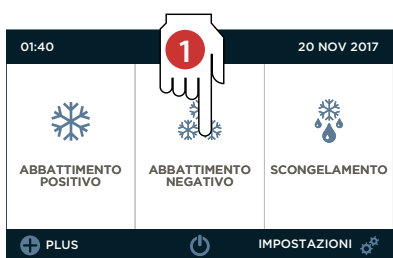 01:40
1
20 NOV 2017
ABBATTIMENTO
POSITIVO
ABBATTIMENTO
NEGATIVO
SCONGELAMENTO
PLUS
IMPOSTAZIONI